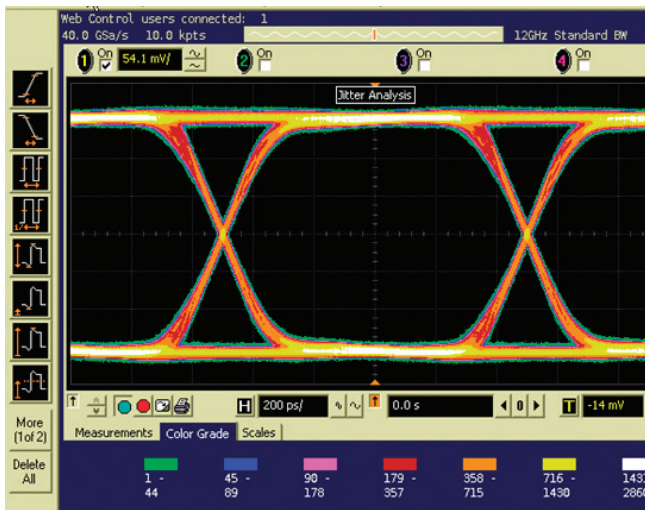 Web Control users connected: 1
40.0 GSa/s 10.0 kpts 12GHz Standard BW
1 On 54.1 mV/ 2 On 3 On 4 On
Jitter Analysis
More
(1 of 2)
Delete
All
H 200 ps/ 0.0 s 0 T -14 mV
Measurements Color Grade Scales
1 - 45 - 90 - 179 - 358 - 716 - 1431
44 89 178 357 715 1430 2860